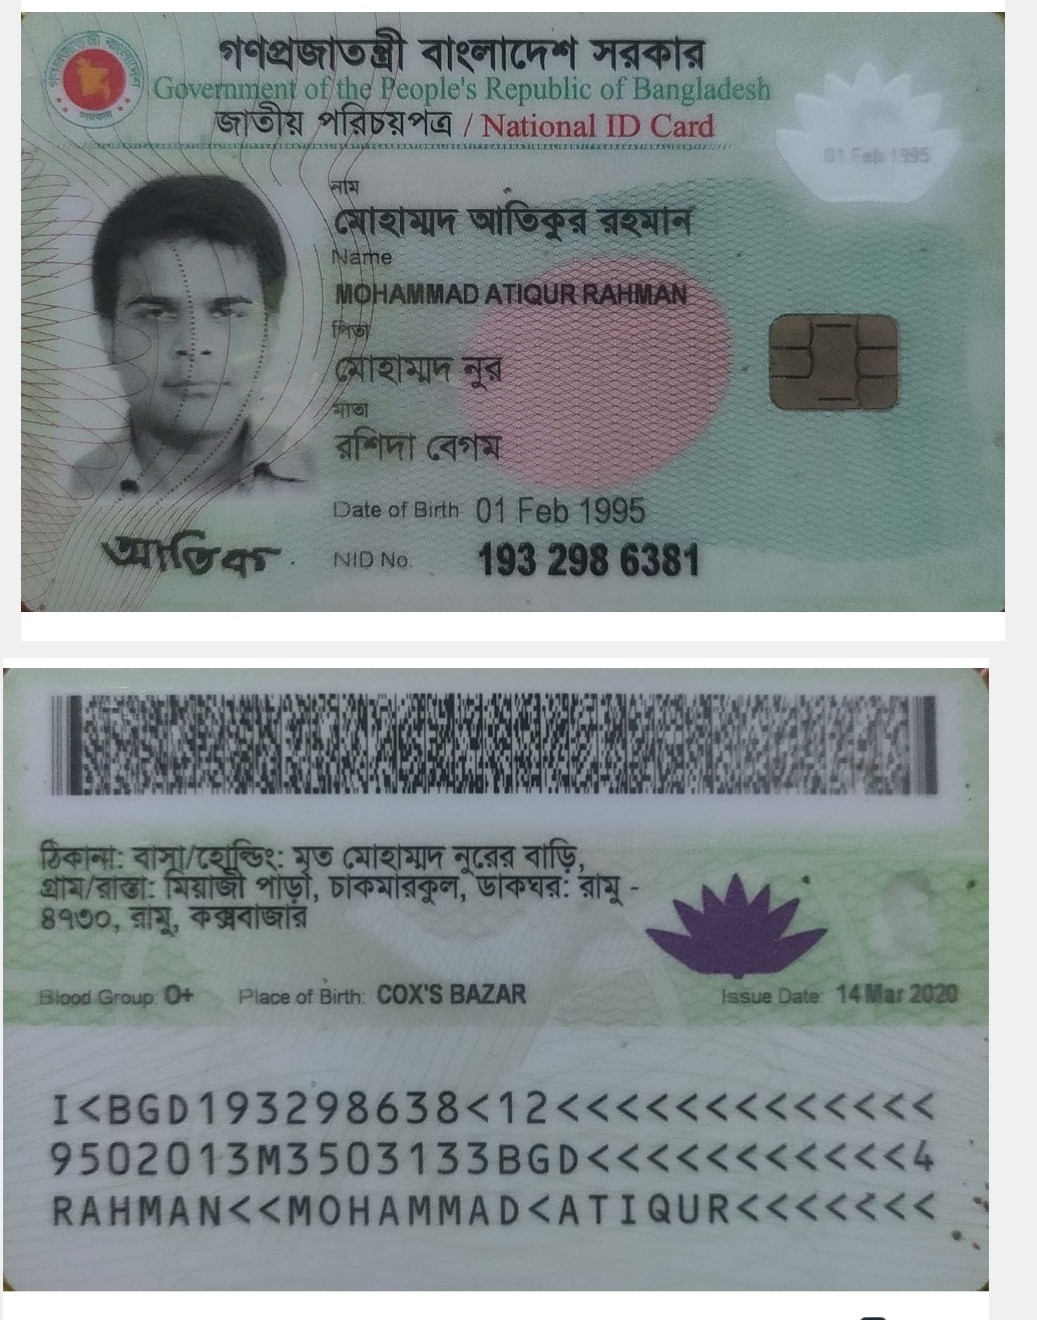 গণপ্রজাতন্ত্রী বাংলাদেশ সরকার
Government of the People's Republic of Bangladesh
জাতীয় পরিচয়পত্র / National ID Card
01 Feb 1995
নাম
মোহাম্মদ আতিকুর রহমান
Name
MOHAMMAD ATIQUR RAHMAN
পিতা
মোহাম্মদ নুর
মাতা
রশিদা বেগম
Date of Birth 01 Feb 1995
আতিক
NID No. 193 298 6381
ঠিকানা: বাসা/হোল্ডিং: মৃত মোহাম্মদ নুরের বাড়ি,
গ্রাম/রাস্তা: মিয়াজী পাড়া, চাকমারকুল, ডাকঘর: রামু -
৪৭৩০, রামু, কক্সবাজার
Blood Group: O+ Place of Birth: COX'S BAZAR Issue Date: 14 Mar 2020
I<BGD193298638<12<<<<<<<<<<<<<
9502013M3503133BGD<<<<<<<<<<<4
RAHMAN<<MOHAMMAD<ATIQUR<<<<<<<